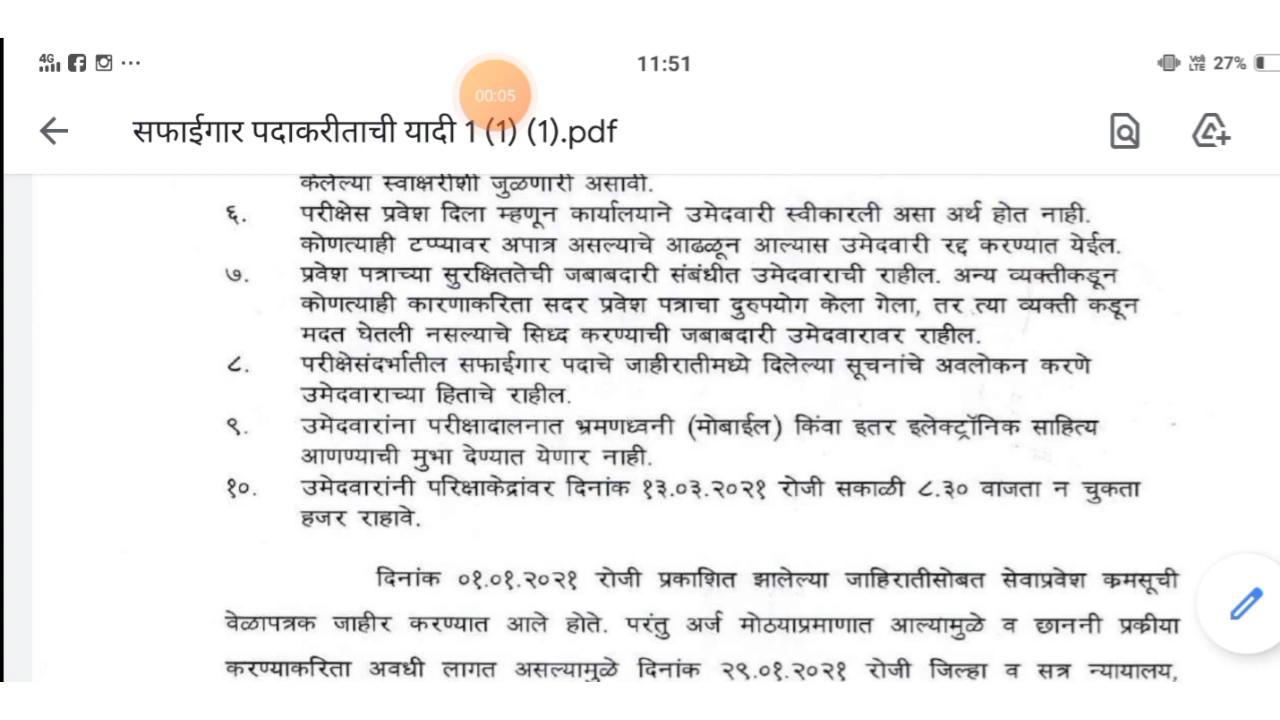 4G
11:51
Vo))
LTE 27%
00:05
सफाईगार पदाकरीताची यादी 1 (1) (1).pdf
केलेल्या स्वाक्षरीशी जुळणारी असावी.
६. परीक्षेस प्रवेश दिला म्हणून कार्यालयाने उमेदवारी स्वीकारली असा अर्थ होत नाही.
कोणत्याही टप्प्यावर अपात्र असल्याचे आढळून आल्यास उमेदवारी रद्द करण्यात येईल.
७. प्रवेश पत्राच्या सुरक्षिततेची जबाबदारी संबंधीत उमेदवाराची राहील. अन्य व्यक्तीकडून
कोणत्याही कारणाकरिता सदर प्रवेश पत्राचा दुरुपयोग केला गेला, तर त्या व्यक्ती कडून
मदत घेतली नसल्याचे सिध्द करण्याची जबाबदारी उमेदवारावर राहील.
८. परीक्षेसंदर्भातील सफाईगार पदाचे जाहीरातीमध्ये दिलेल्या सूचनांचे अवलोकन करणे
उमेदवाराच्या हिताचे राहील.
९. उमेदवारांना परीक्षादालनात भ्रमणध्वनी (मोबाईल) किंवा इतर इलेक्ट्रॉनिक साहित्य
आणण्याची मुभा देण्यात येणार नाही.
१०. उमेदवारांनी परिक्षाकेद्रांवर दिनांक १३.०३.२०२१ रोजी सकाळी ८.३० वाजता न चुकता
हजर राहावे.
दिनांक ०१.०१.२०२१ रोजी प्रकाशित झालेल्या जाहिरातीसोबत सेवाप्रवेश क्रमसूची
वेळापत्रक जाहीर करण्यात आले होते. परंतु अर्ज मोठयाप्रमाणात आल्यामुळे व छाननी प्रकीया
करण्याकरिता अवधी लागत असल्यामुळे दिनांक २९.०१.२०२१ रोजी जिल्हा व सत्र न्यायालय,